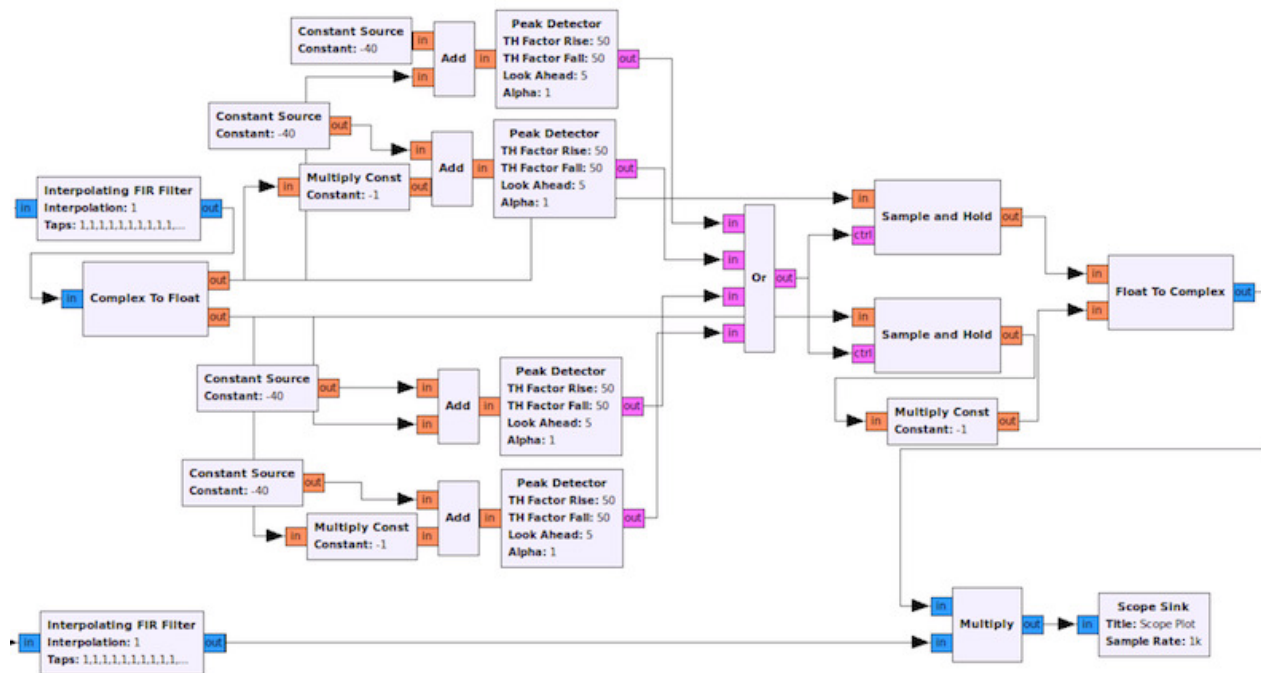 Constant Source
Constant: -40
in
in
Add
in
Peak Detector
TH Factor Rise: 50
TH Factor Fall: 50
Look Ahead: 5
Alpha: 1
out
Constant Source
Constant: -40
out
in
Add
in
Peak Detector
TH Factor Rise: 50
TH Factor Fall: 50
Look Ahead: 5
Alpha: 1
out
in
Multiply Const
Constant: -1
out
in
Interpolating FIR Filter
Interpolation: 1
Taps: 1,1,1,1,1,1,1,1,1,1,...
out
in
Complex To Float
out
out
in
in
in
in
Or
out
in
ctrl
Sample and Hold
out
in
ctrl
Sample and Hold
out
in
in
Float To Complex
out
Constant Source
Constant: -40
out
in
in
Add
in
Peak Detector
TH Factor Rise: 50
TH Factor Fall: 50
Look Ahead: 5
Alpha: 1
out
in
Multiply Const
Constant: -1
out
Constant Source
Constant: -40
out
in
in
Add
in
Peak Detector
TH Factor Rise: 50
TH Factor Fall: 50
Look Ahead: 5
Alpha: 1
out
in
Multiply Const
Constant: -1
in
Interpolating FIR Filter
Interpolation: 1
Taps: 1,1,1,1,1,1,1,1,1,1,...
out
in
in
Multiply
out
in
Scope Sink
Title: Scope Plot
Sample Rate: 1k